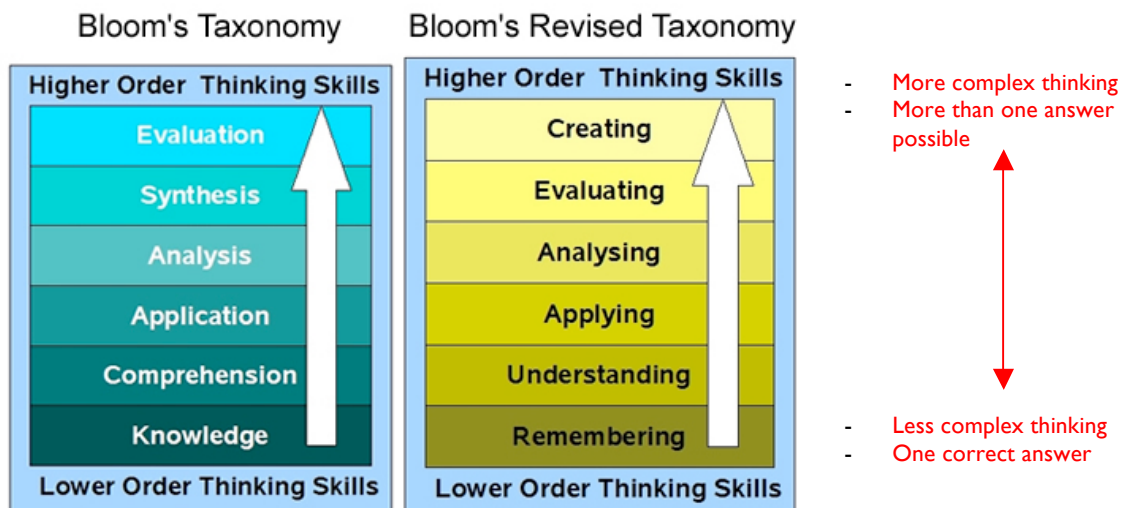 Bloom's Taxonomy
Higher Order Thinking Skills
Evaluation
Synthesis
Analysis
Application
Comprehension
Knowledge
Lower Order Thinking Skills
Bloom's Revised Taxonomy
Higher Order Thinking Skills
Creating
Evaluating
Analysing
Applying
Understanding
Remembering
Lower Order Thinking Skills
- More complex thinking
- More than one answer
possible
- Less complex thinking
- One correct answer